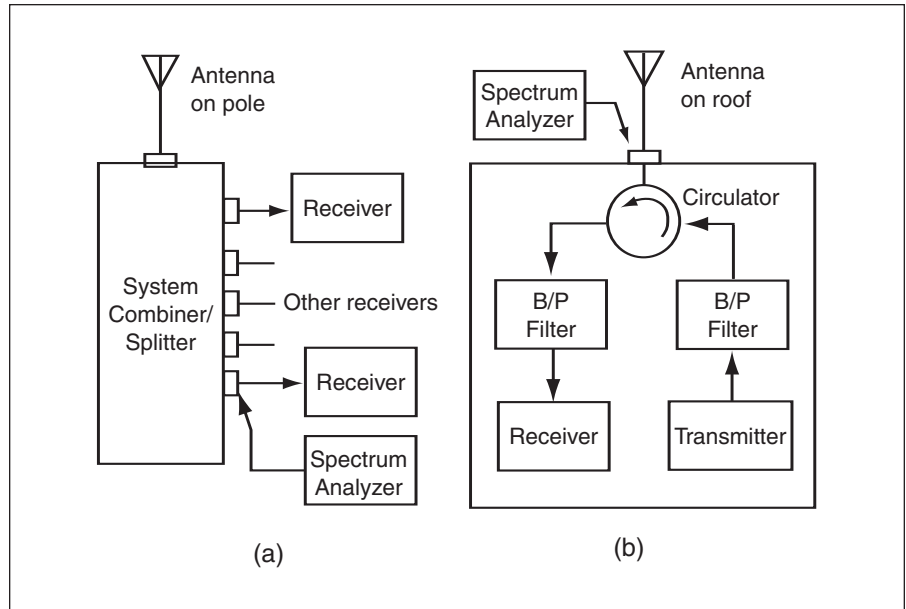 Antenna
on pole
Receiver
System
Combiner/
Splitter
Other receivers
Receiver
Spectrum
Analyzer
(a)
Spectrum
Analyzer
Antenna
on roof
Circulator
B/P
Filter
B/P
Filter
Receiver
Transmitter
(b)